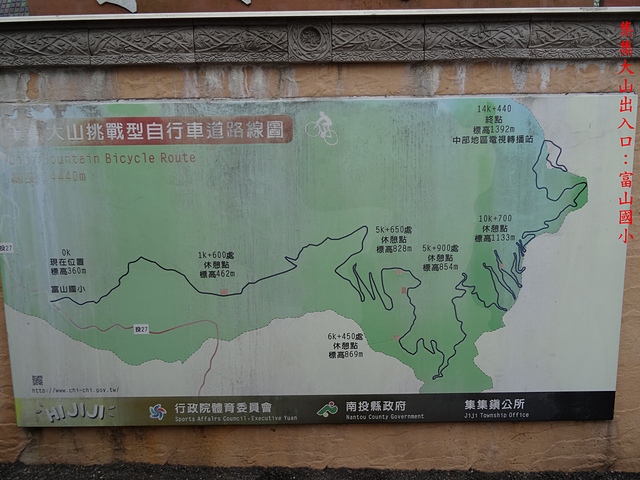 舊懸大山出入口：富山國小
大山挑戰型自行車道路線圖
Mountain Bicycle Route
4440m
14k+440
終點
標高1392m
中部地區電視轉播站
10k+700
休憩點
標高1133m
5k+650處
休憩點
標高828m
5k+900處
休憩點
標高854m
1k+600處
休憩點
標高462m
0k
現在位置
標高360m
富山國小
投27
投27
6k+450處
休憩點
標高869m
http://www.chi-chi.gov.tw/
HIJIJI
行政院體育委員會
Sports Affairs Council-Executive Yuan
南投縣政府
Nantou County Government
集集鎮公所
Jiji Township Office